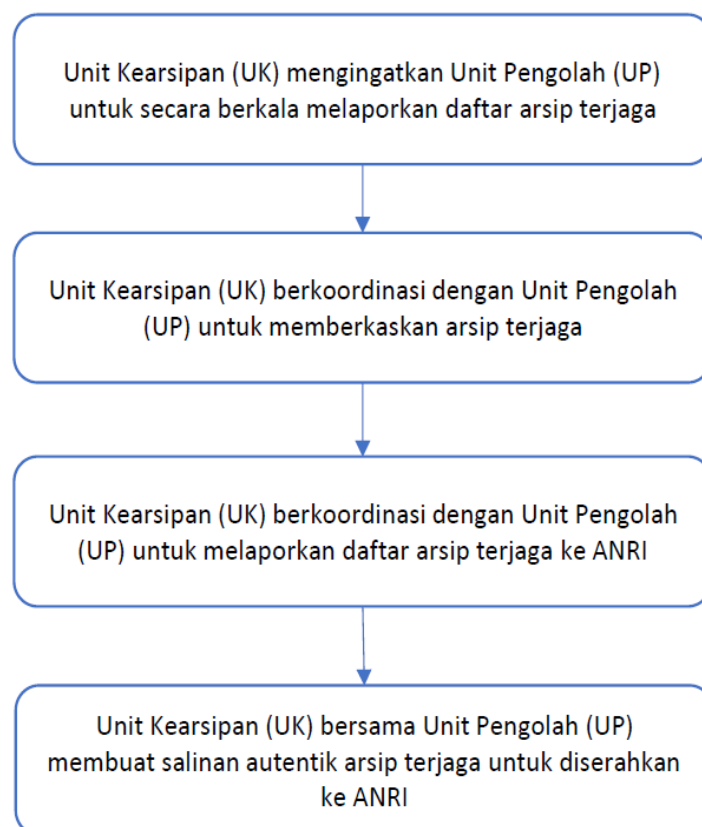 Unit Kearsipan (UK) mengingatkan Unit Pengolah (UP)
untuk secara berkala melaporkan daftar arsip terjaga
Unit Kearsipan (UK) berkoordinasi dengan Unit Pengolah
(UP) untuk memberkaskan arsip terjaga
Unit Kearsipan (UK) berkoordinasi dengan Unit Pengolah
(UP) untuk melaporkan daftar arsip terjaga ke ANRI
Unit Kearsipan (UK) bersama Unit Pengolah (UP)
membuat salinan autentik arsip terjaga untuk diserahkan
ke ANRI